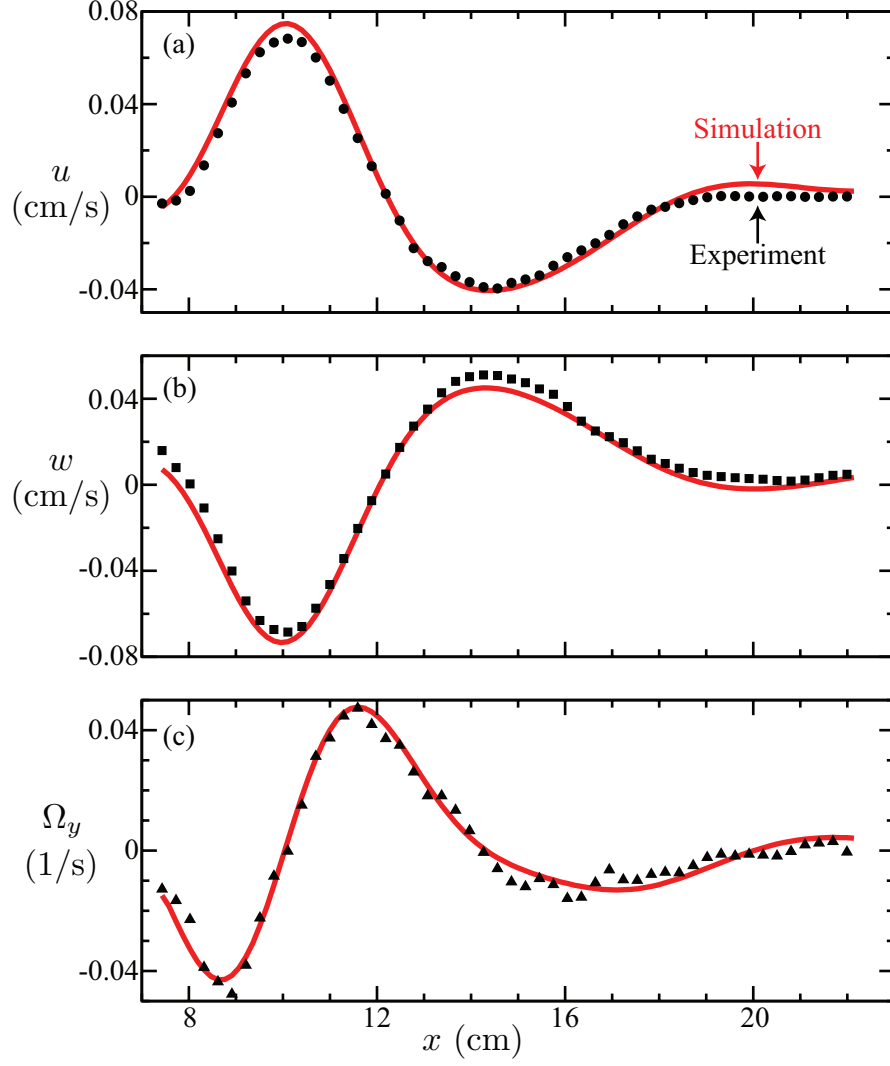 0.08
(a)
0.04
Simulation
u
0
(cm/s)
Experiment
-0.04
(b)
0.04
w
0
(cm/s)
-0.04
-0.08
(c)
0.04
Ωy
0
(1/s)
-0.04
8 12 16 20
x (cm)